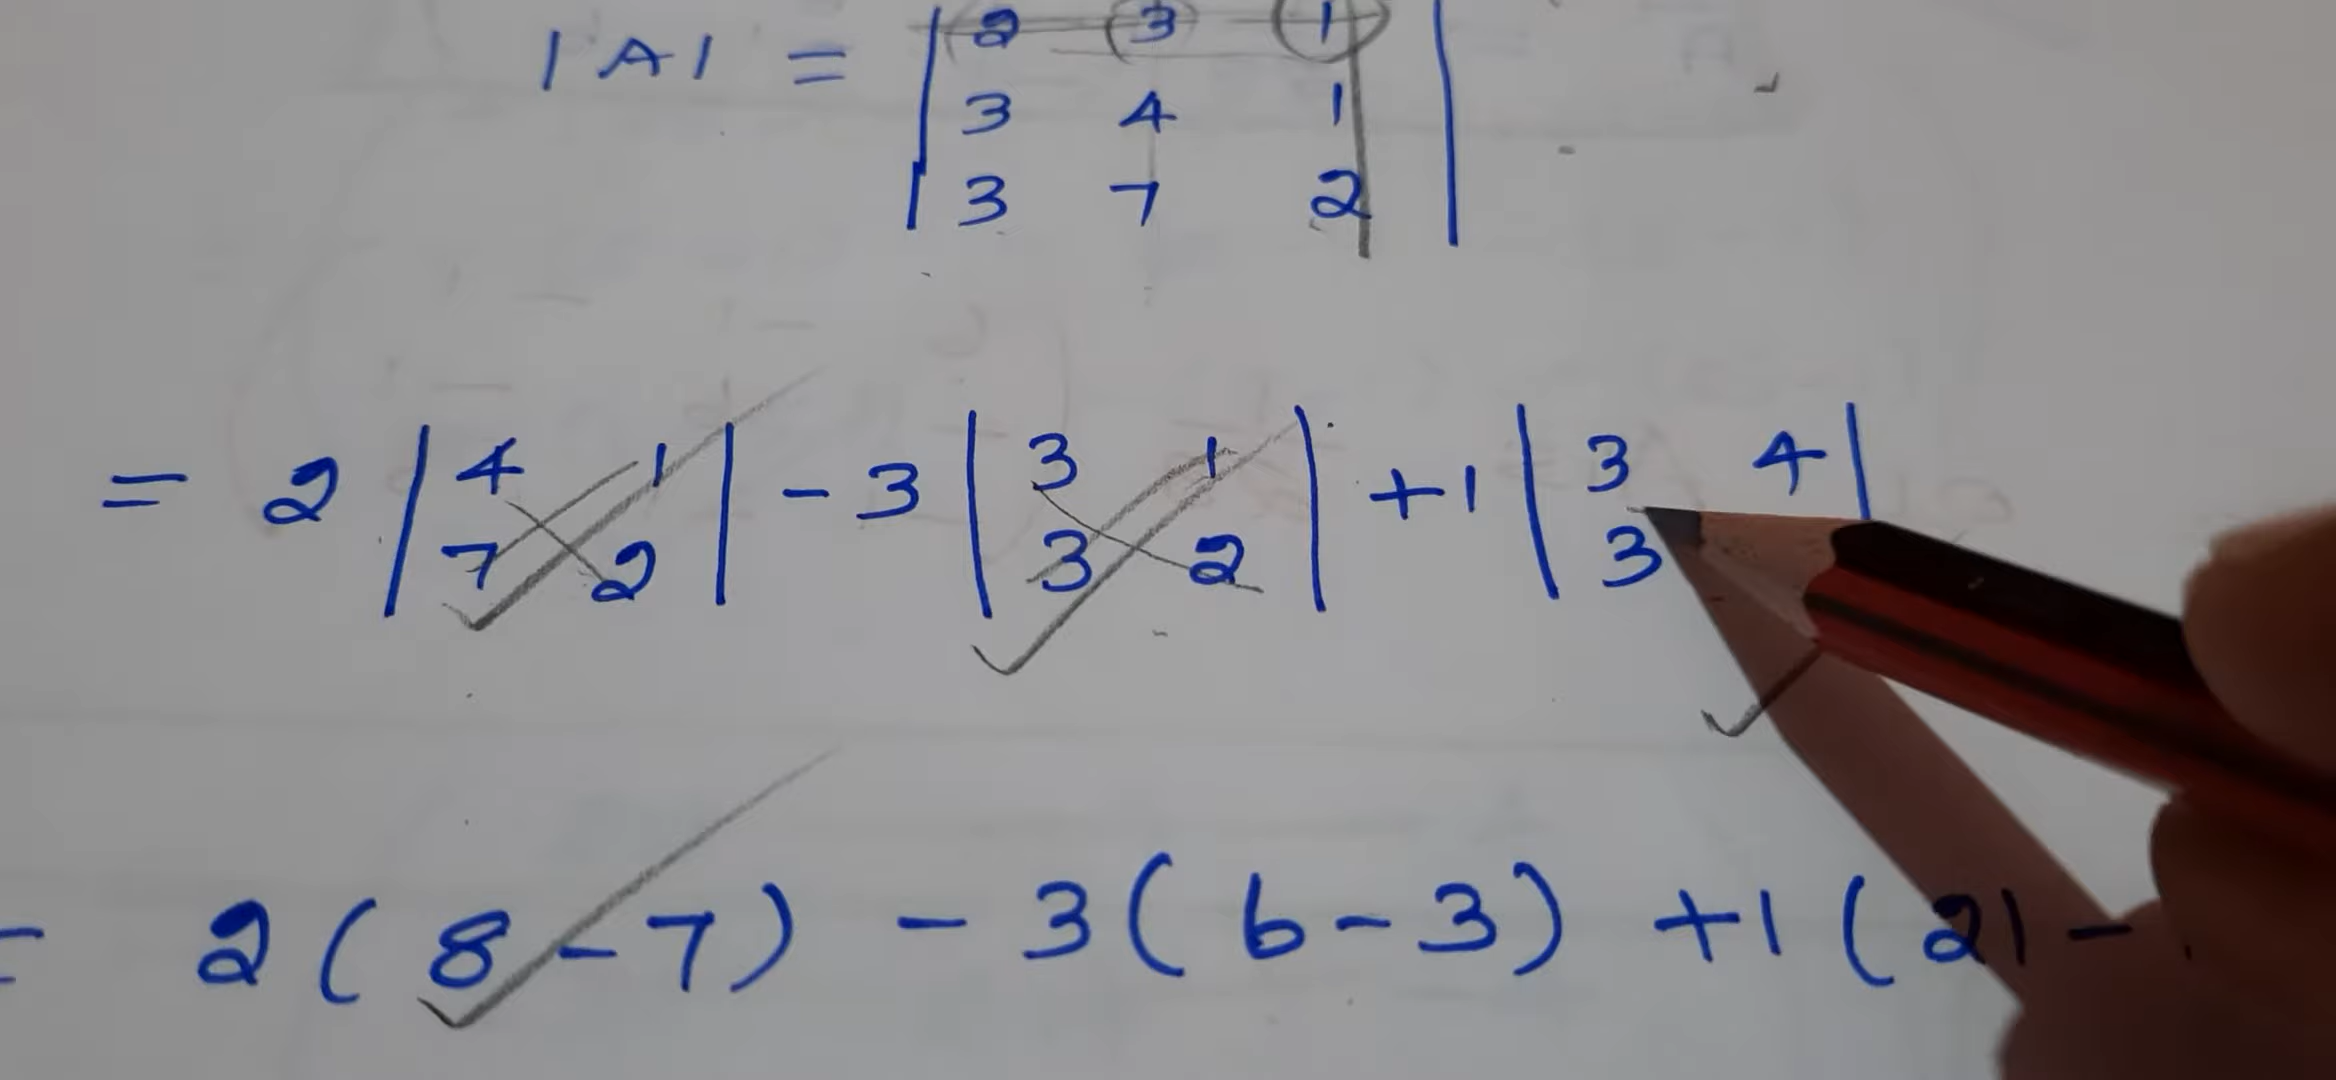 |A| = | 2 3 1 |
| 3 4 1 |
| 3 7 2 |
= 2 | 4 1 | - 3 | 3 1 | + 1 | 3 4 |
| 7 2 | | 3 2 | | 3
= 2 ( 8 - 7 ) - 3 ( 6 - 3 ) + 1 ( 21 -